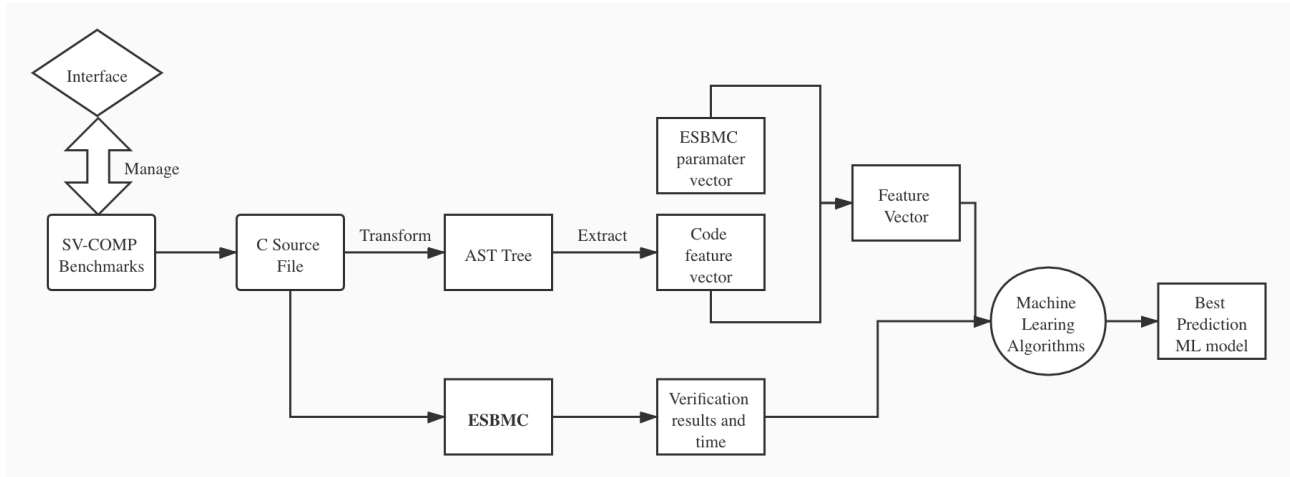 Interface
Manage
SV-COMP
Benchmarks
C Source
File
Transform
AST Tree
Extract
ESBMC
paramater
vector
Code
feature
vector
Feature
Vector
ESBMC
Verification
results and
time
Machine
Learing
Algorithms
Best
Prediction
ML model